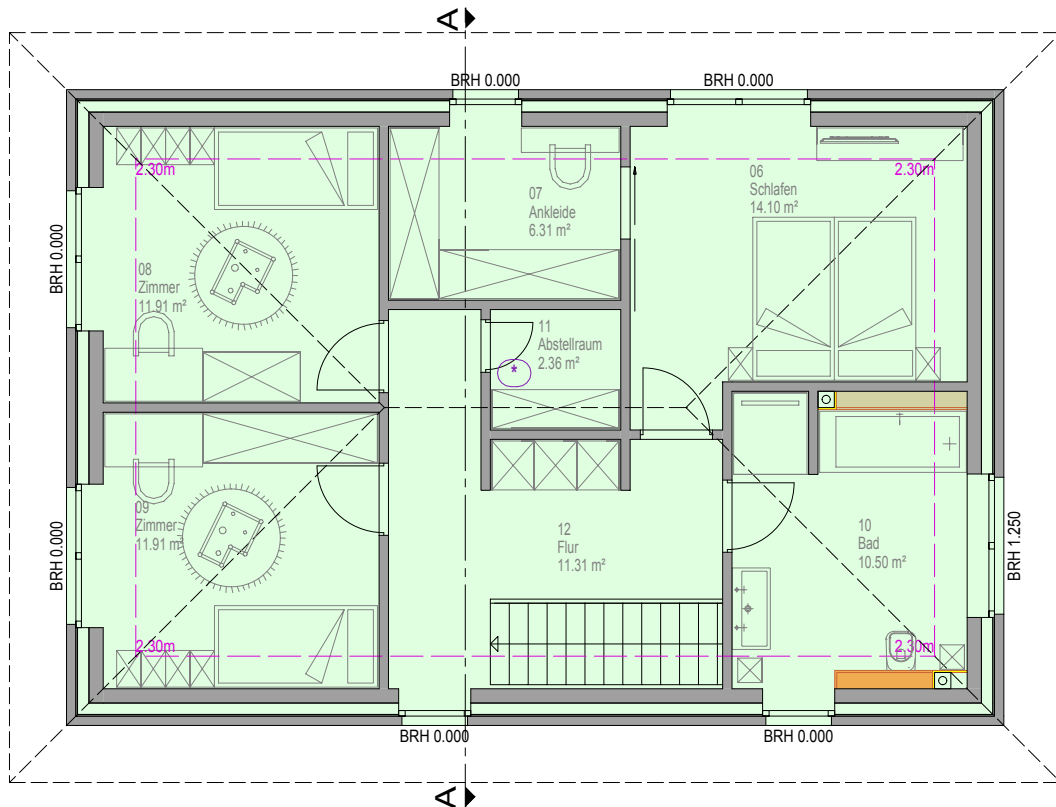 A
BRH 0.000
BRH 0.000
2.30m
2.30m
06
Schlafen
14.10 m²
07
Ankleide
6.31 m²
BRH 0.000
08
Zimmer
11.91 m²
11
Abstellraum
2.36 m²
*
09
Zimmer
11.91 m²
BRH 0.000
12
Flur
11.31 m²
10
Bad
10.50 m²
BRH 1.250
2.30m
2.30m
BRH 0.000
BRH 0.000
A